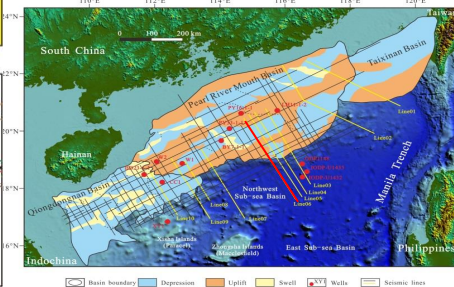 110°E
112°E
114°E
116°E
118°E
120°E
24°N
22°N
20°N
18°N
16°N
Taiwan
0 100 200 km
South China
Taixinan Basin
Pearl River Mouth Basin
Line01
Line02
Hainan
W1
Manila Trench
Qiongdongnan Basin
Northwest
Sub-sea Basin
Line03
Line04
Line05
Line06
Line08
Line09
Line10
Xisha Islands
(Paracel)
Zhongsha Islands
(Macclesfield)
East Sub-sea Basin
Indochina
Philippines
Basin boundary
Depression
Uplift
Swell
XY1 Wells
Seismic lines